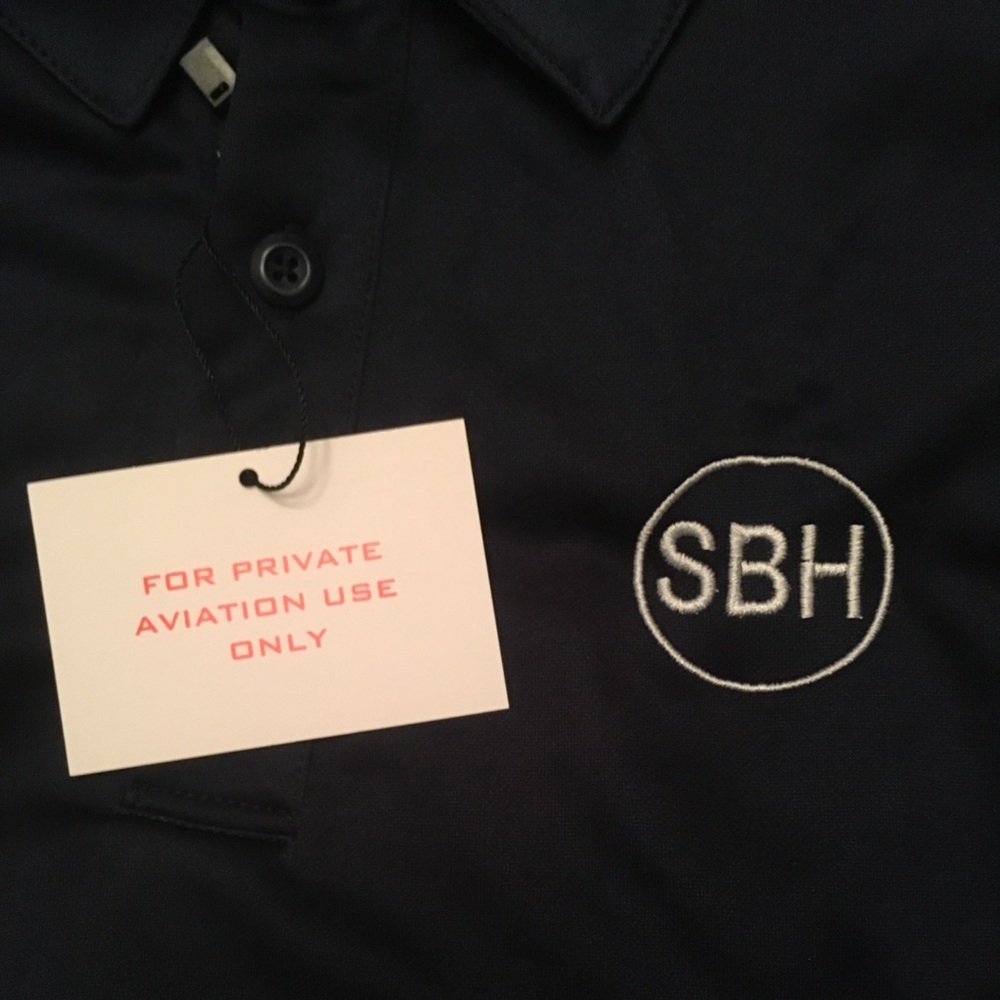 FOR PRIVATE
AVIATION USE
ONLY
SBH